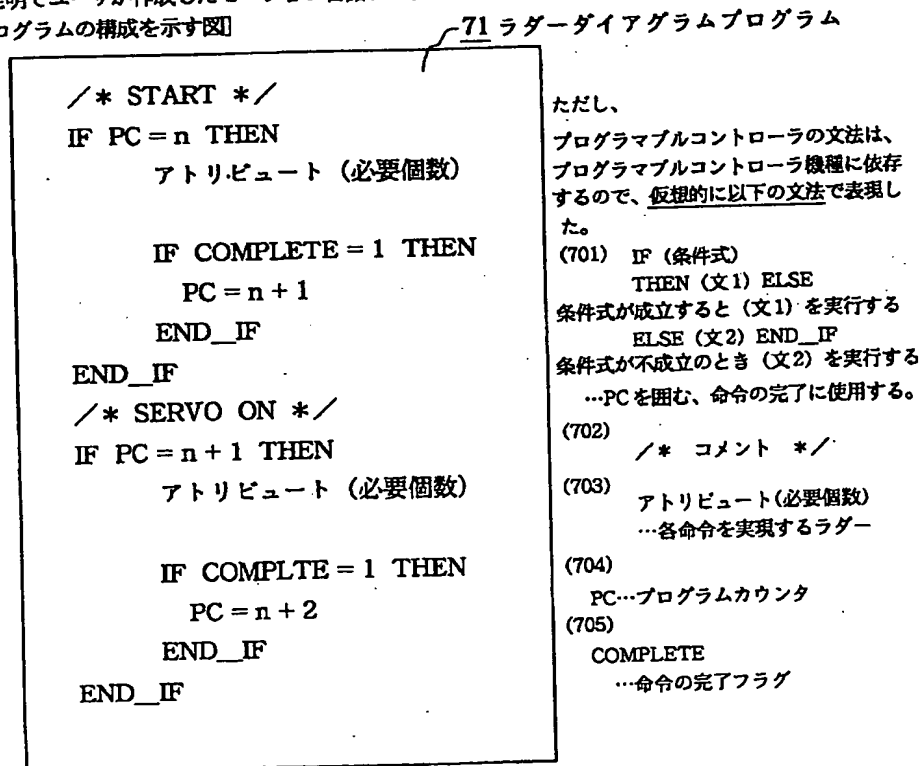 ログラムの構成を示す図]
71 ラダーダイアグラムプログラム
/* START */
IF PC = n THEN
アトリビュート (必要個数)
IF COMPLETE = 1 THEN
PC = n + 1
END__IF
END__IF
/* SERVO ON */
IF PC = n + 1 THEN
アトリビュート (必要個数)
IF COMPLTE = 1 THEN
PC = n + 2
END__IF
END__IF
ただし、
プログラマブルコントローラの文法は、
プログラマブルコントローラ機種に依存
するので、仮想的に以下の文法で表現し
た。
(701) IF (条件式)
THEN (文1) ELSE
条件式が成立すると (文1) を実行する
ELSE (文2) END__IF
条件式が不成立のとき (文2) を実行する
…PCを囲む、命令の完了に使用する。
(702)
/* コメント */
(703)
アトリビュート(必要個数)
…各命令を実現するラダー
(704)
PC…プログラムカウンタ
(705)
COMPLETE
…命令の完了フラグ